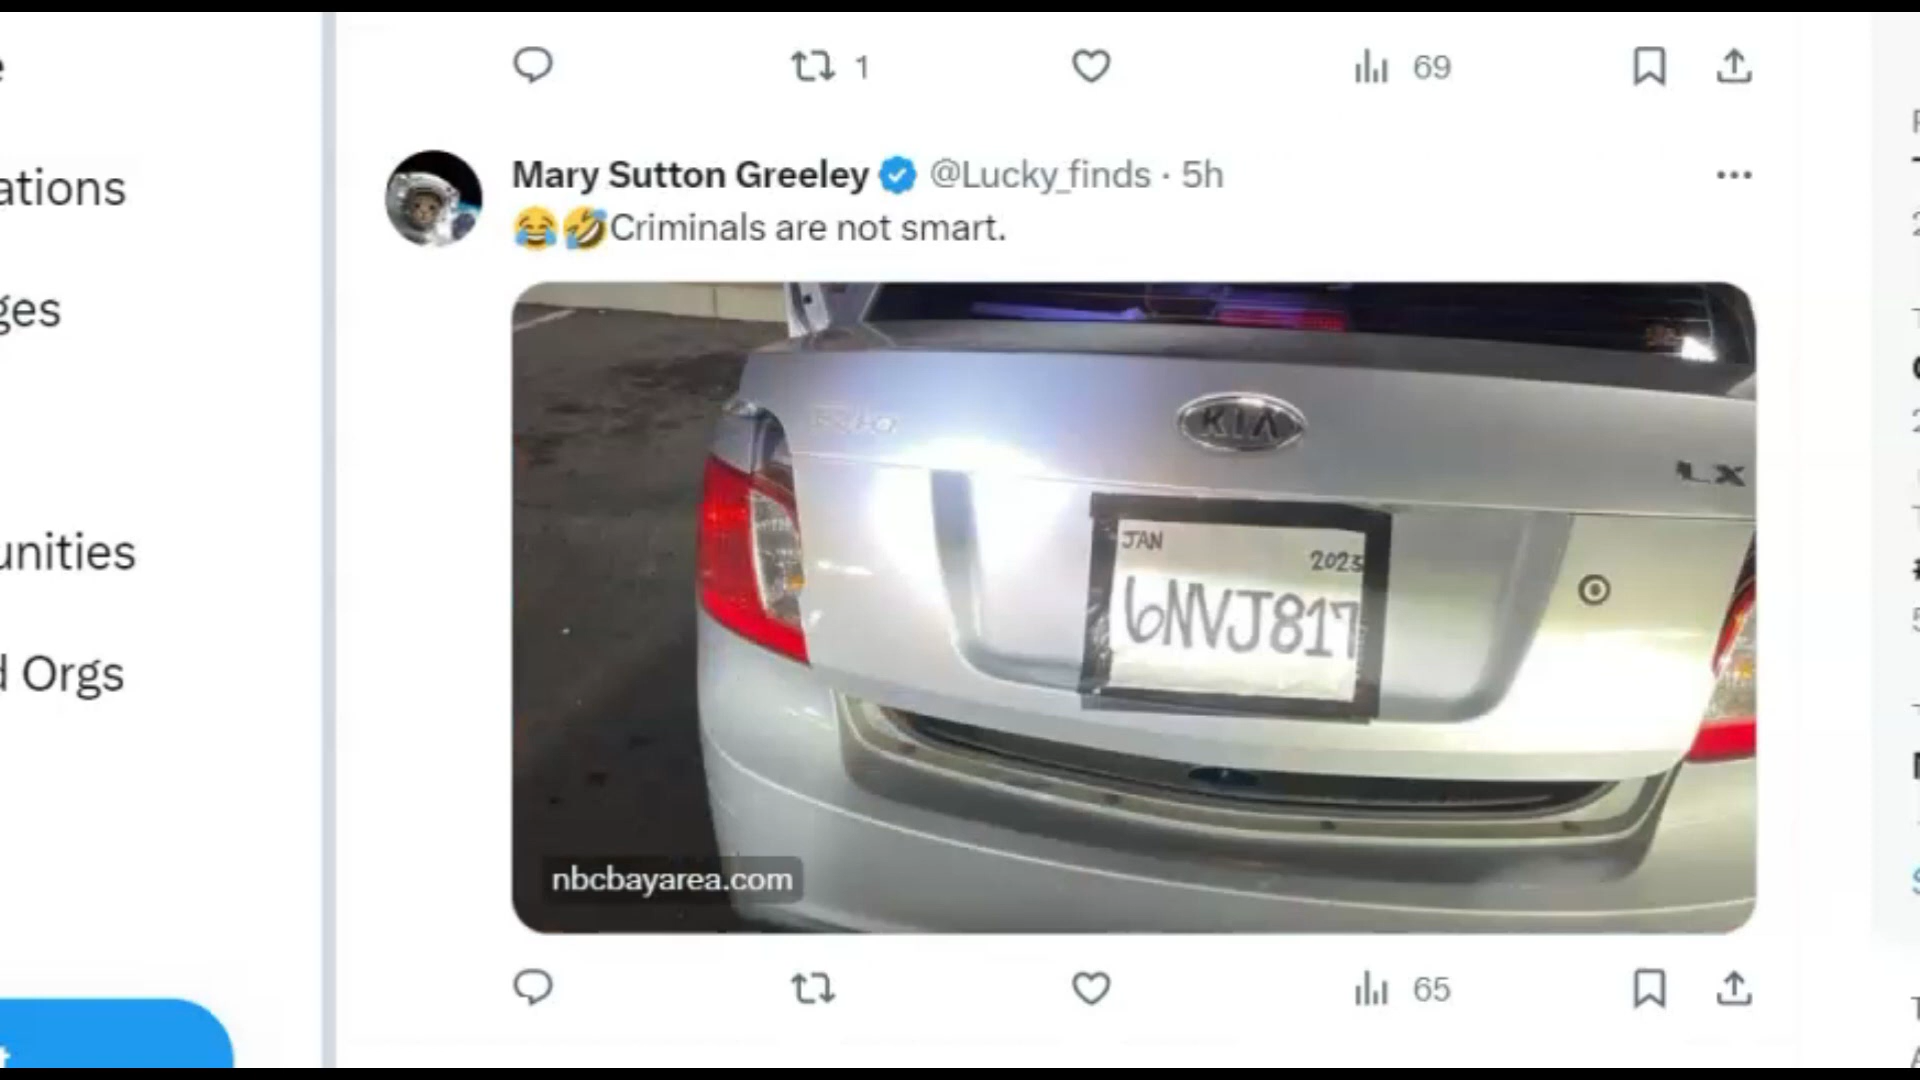 1
69
Mary Sutton Greeley @Lucky_finds · 5h
😂🤣Criminals are not smart.
ations
ges
unities
d Orgs
KIA
LX
JAN
2023
6NVJ817
nbcbayarea.com
65